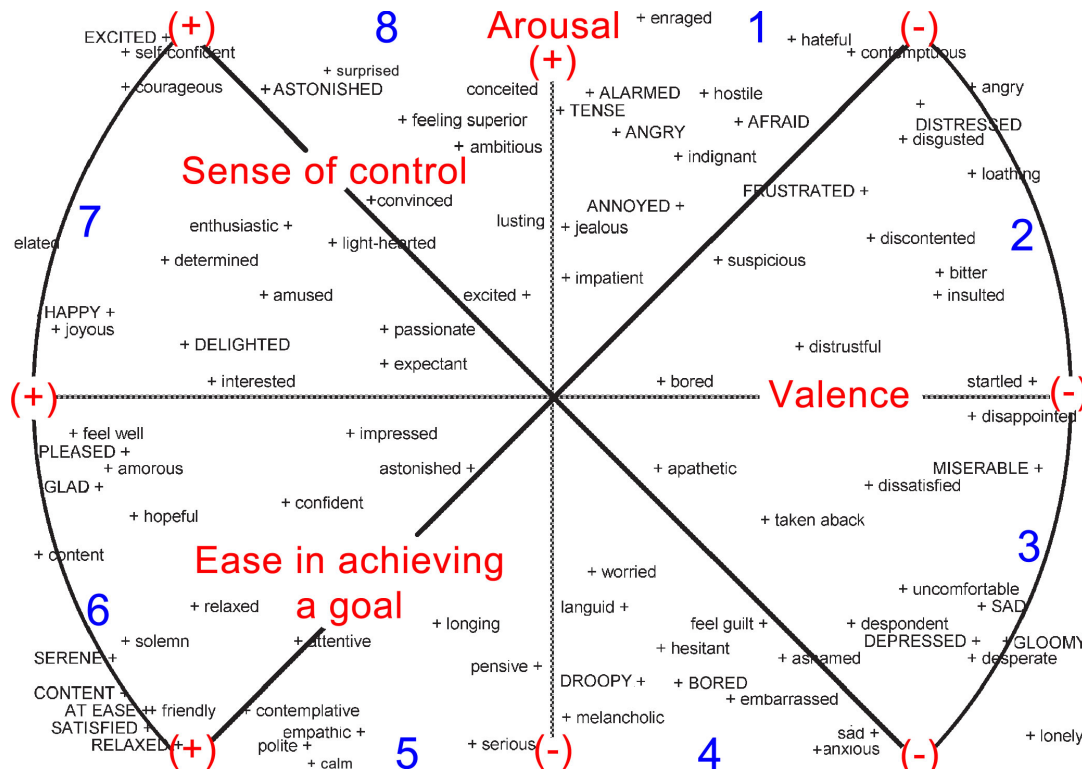 8
Arousal
1
(+)
(+)
(-)
+ enraged
EXCITED +
+ self-confident
+ hateful
+ contemptuous
+ surprised
+ courageous
+ ASTONISHED
conceited
+ ALARMED
+ hostile
+ angry
+ TENSE
+ feeling superior
+ ANGRY
+ AFRAID
+
DISTRESSED
+ disgusted
+ ambitious
+ indignant
Sense of control
+ loathing
FRUSTRATED +
+convinced
ANNOYED +
7
enthusiastic +
lusting
+ jealous
2
elated
+ light-hearted
+ discontented
+ determined
+ suspicious
+ impatient
+ bitter
+ amused
excited +
+ insulted
HAPPY +
+ joyous
+ passionate
+ DELIGHTED
+ distrustful
+ expectant
+ interested
+ bored
startled +
(+)
Valence
(-)
+ disappointed
+ feel well
+ impressed
PLEASED +
+ amorous
astonished +
+ apathetic
MISERABLE +
GLAD +
+ dissatisfied
+ confident
+ hopeful
+ taken aback
+ content
3
Ease in achieving
a goal
+ worried
+ uncomfortable
6
+ relaxed
languid +
+ SAD
+ longing
feel guilt +
+ despondent
+ solemn
+ attentive
DEPRESSED +
+ GLOOMY
+ hesitant
SERENE +
pensive +
+ ashamed
+ desperate
DROOPY +
+ BORED
CONTENT +
+ embarrassed
AT EASE +
+ friendly
+ contemplative
+ melancholic
SATISFIED +
empathic +
sad +
+ lonely
RELAXED +
(+)
polite +
5
+ serious
(-)
4
+anxious
(-)
+ calm